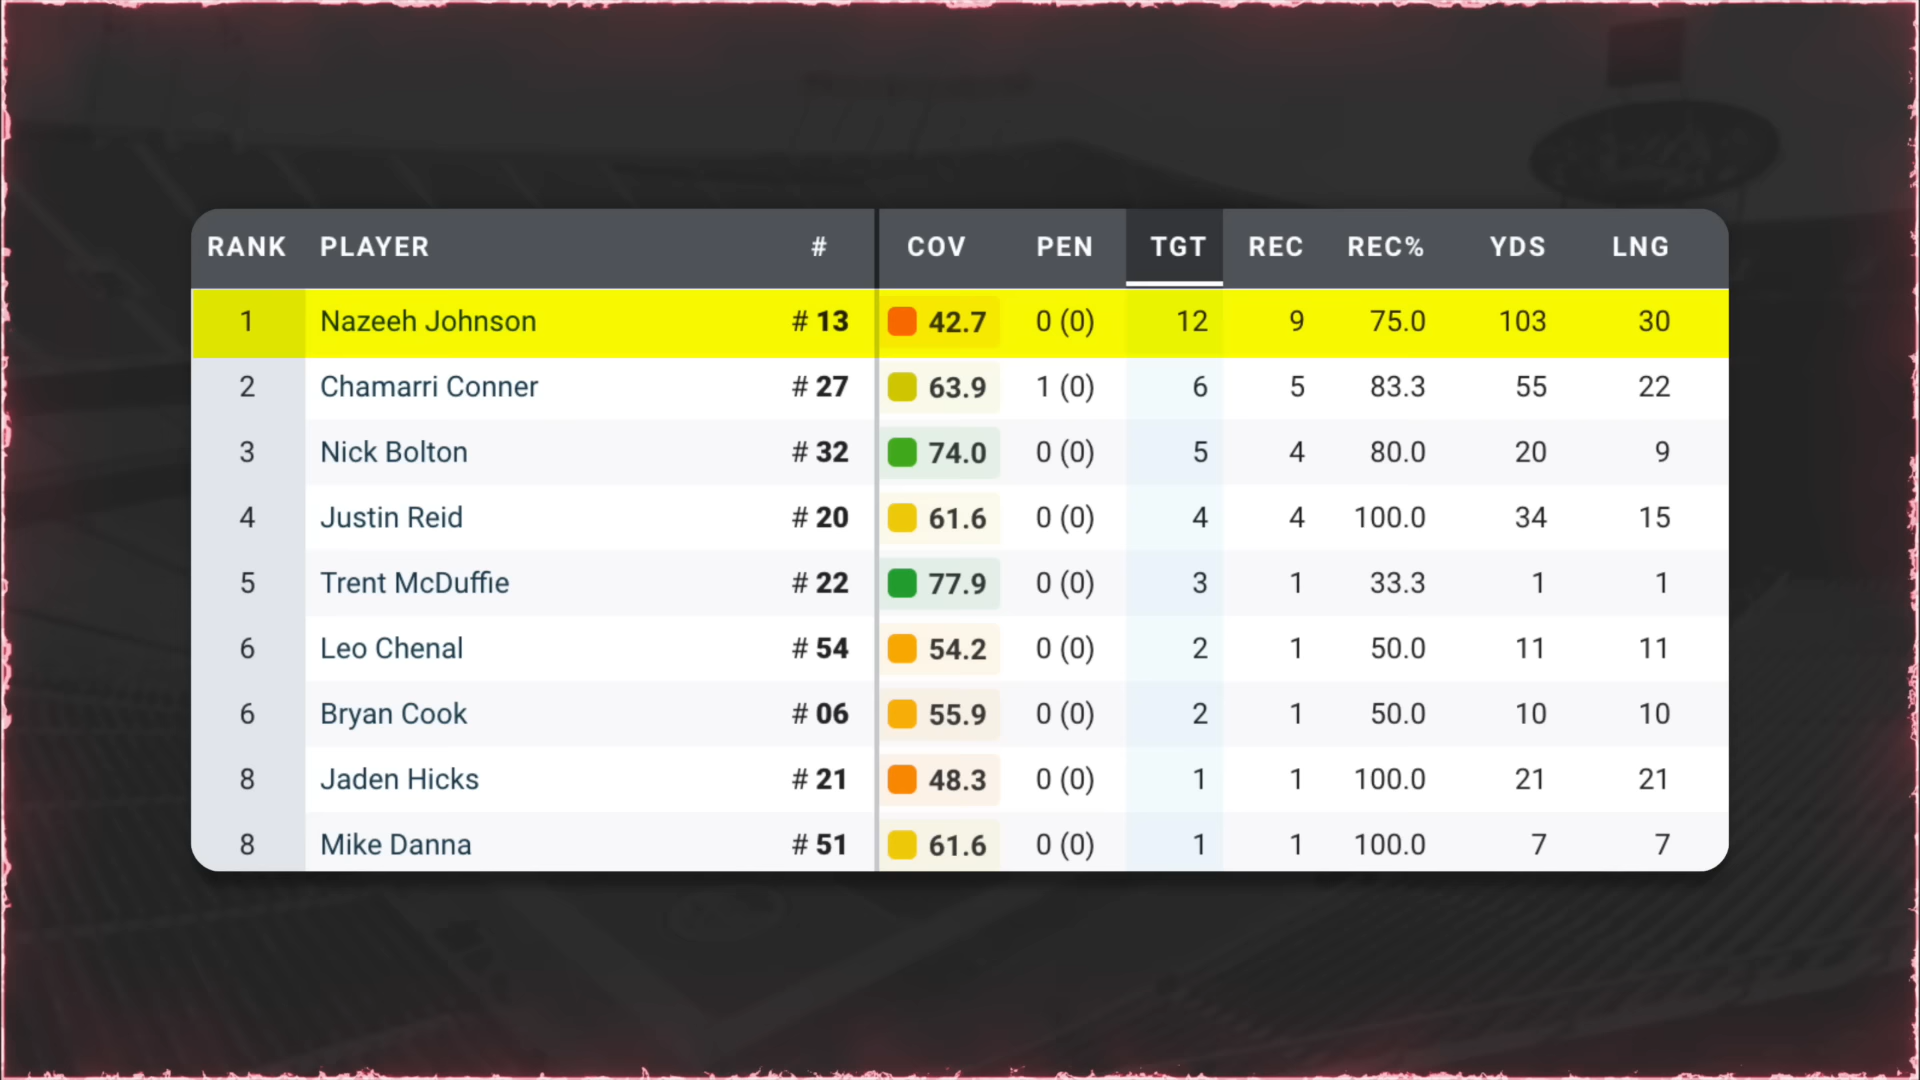 RANK PLAYER # COV PEN TGT REC REC% YDS LNG
1 Nazeeh Johnson # 13 42.7 0 (0) 12 9 75.0 103 30
2 Chamarri Conner # 27 63.9 1 (0) 6 5 83.3 55 22
3 Nick Bolton # 32 74.0 0 (0) 5 4 80.0 20 9
4 Justin Reid # 20 61.6 0 (0) 4 4 100.0 34 15
5 Trent McDuffie # 22 77.9 0 (0) 3 1 33.3 1 1
6 Leo Chenal # 54 54.2 0 (0) 2 1 50.0 11 11
6 Bryan Cook # 06 55.9 0 (0) 2 1 50.0 10 10
8 Jaden Hicks # 21 48.3 0 (0) 1 1 100.0 21 21
8 Mike Danna # 51 61.6 0 (0) 1 1 100.0 7 7